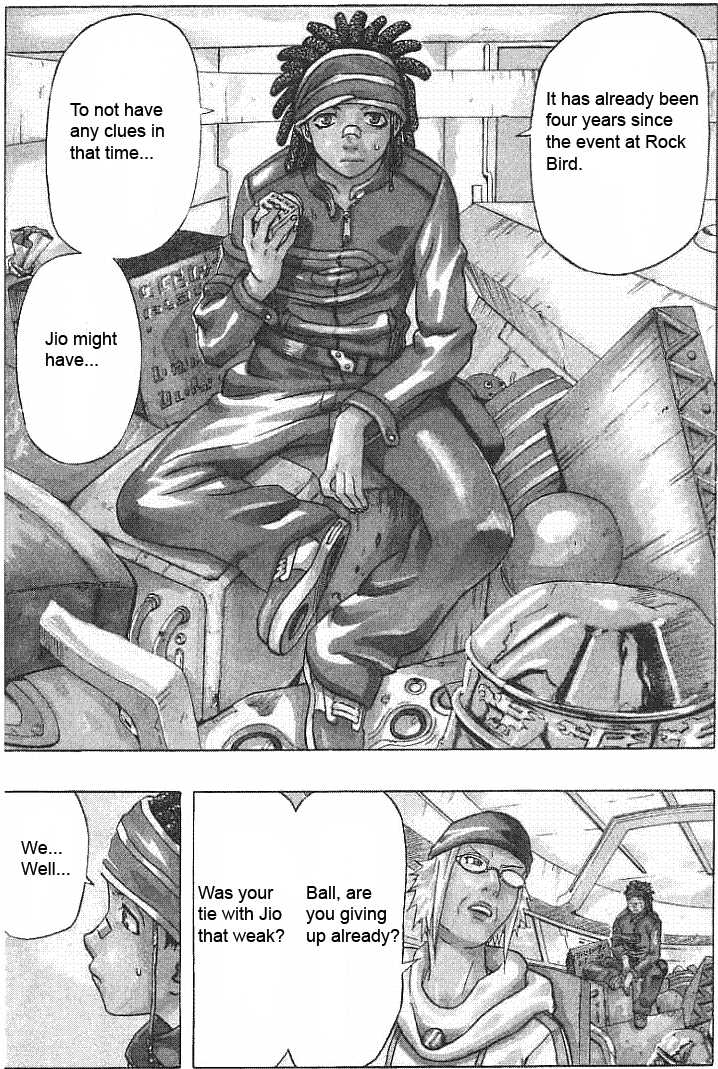 It has already been
four years since
the event at Rock
Bird.
To not have
any clues in
that time...
Jio might
have...
Ball, are
you giving
up already?
Was your
tie with Jio
that weak?
We...
Well...